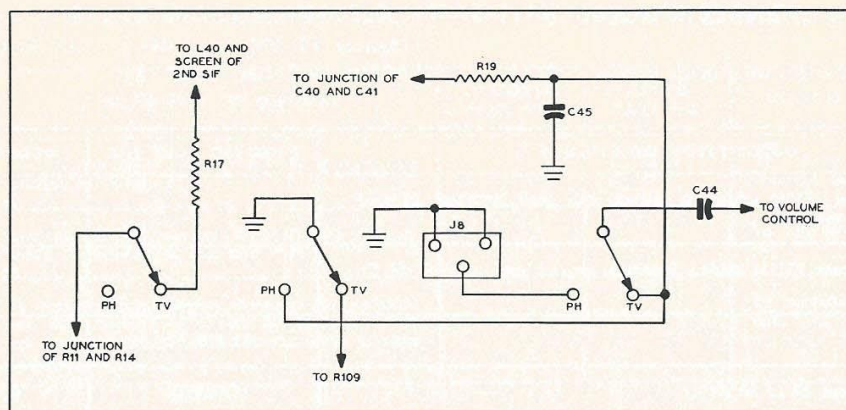 TO L40 AND
SCREEN OF
2ND SIF
R17
TO JUNCTION OF
C40 AND C41
R19
C45
C44
TO VOLUME
CONTROL
J8
PH
TV
PH
TV
PH
TV
TO JUNCTION
OF R11 AND R14
TO R109